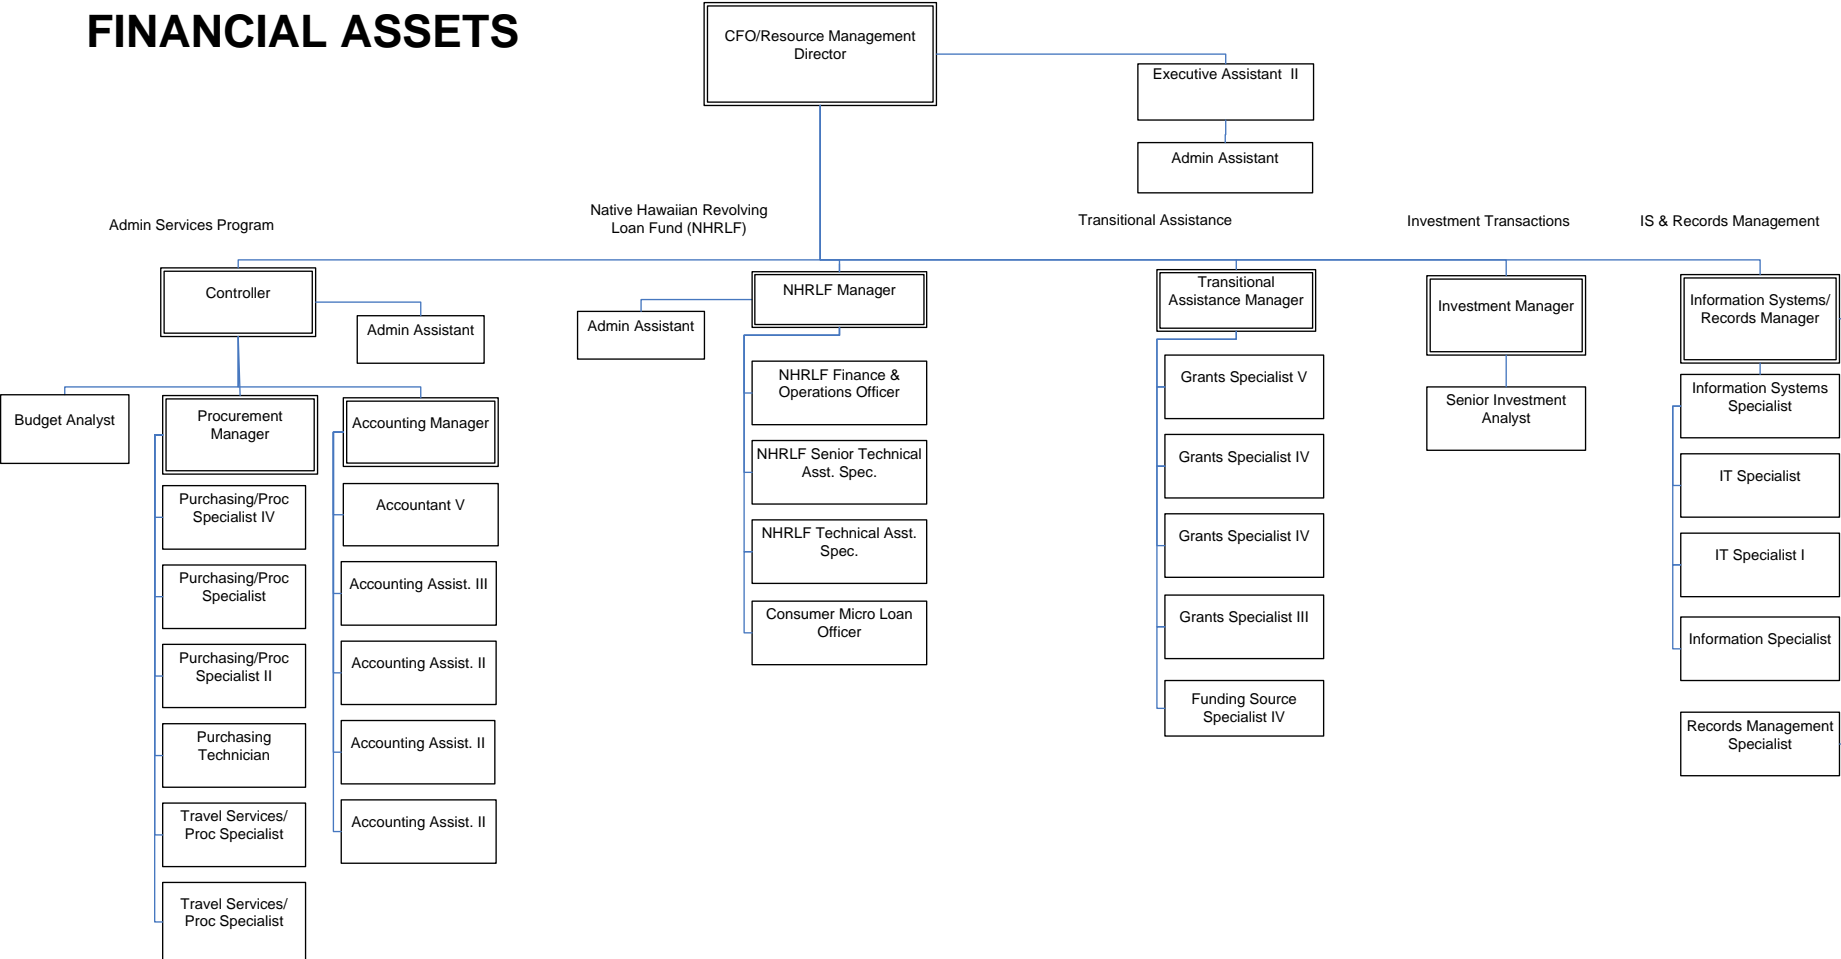 FINANCIAL ASSETS
CFO/Resource Management
Director
Executive Assistant  II
Admin Assistant
Admin Services Program
Native Hawaiian Revolving
Loan Fund (NHRLF)
Transitional Assistance
Investment Transactions
IS & Records Management
Controller
Admin Assistant
Budget Analyst
Procurement
Manager
Purchasing/Proc
Specialist IV
Purchasing/Proc
Specialist
Purchasing/Proc
Specialist II
Purchasing
Technician
Travel Services/
Proc Specialist
Travel Services/
Proc Specialist
Accounting Manager
Accountant V
Accounting Assist. III
Accounting Assist. II
Accounting Assist. II
Accounting Assist. II
NHRLF Manager
Admin Assistant
NHRLF Finance &
Operations Officer
NHRLF Senior Technical
Asst. Spec.
NHRLF Technical Asst.
Spec.
Consumer Micro Loan
Officer
Transitional
Assistance Manager
Grants Specialist V
Grants Specialist IV
Grants Specialist IV
Grants Specialist III
Funding Source
Specialist IV
Investment Manager
Senior Investment
Analyst
Information Systems/
Records Manager
Information Systems
Specialist
IT Specialist
IT Specialist I
Information Specialist
Records Management
Specialist